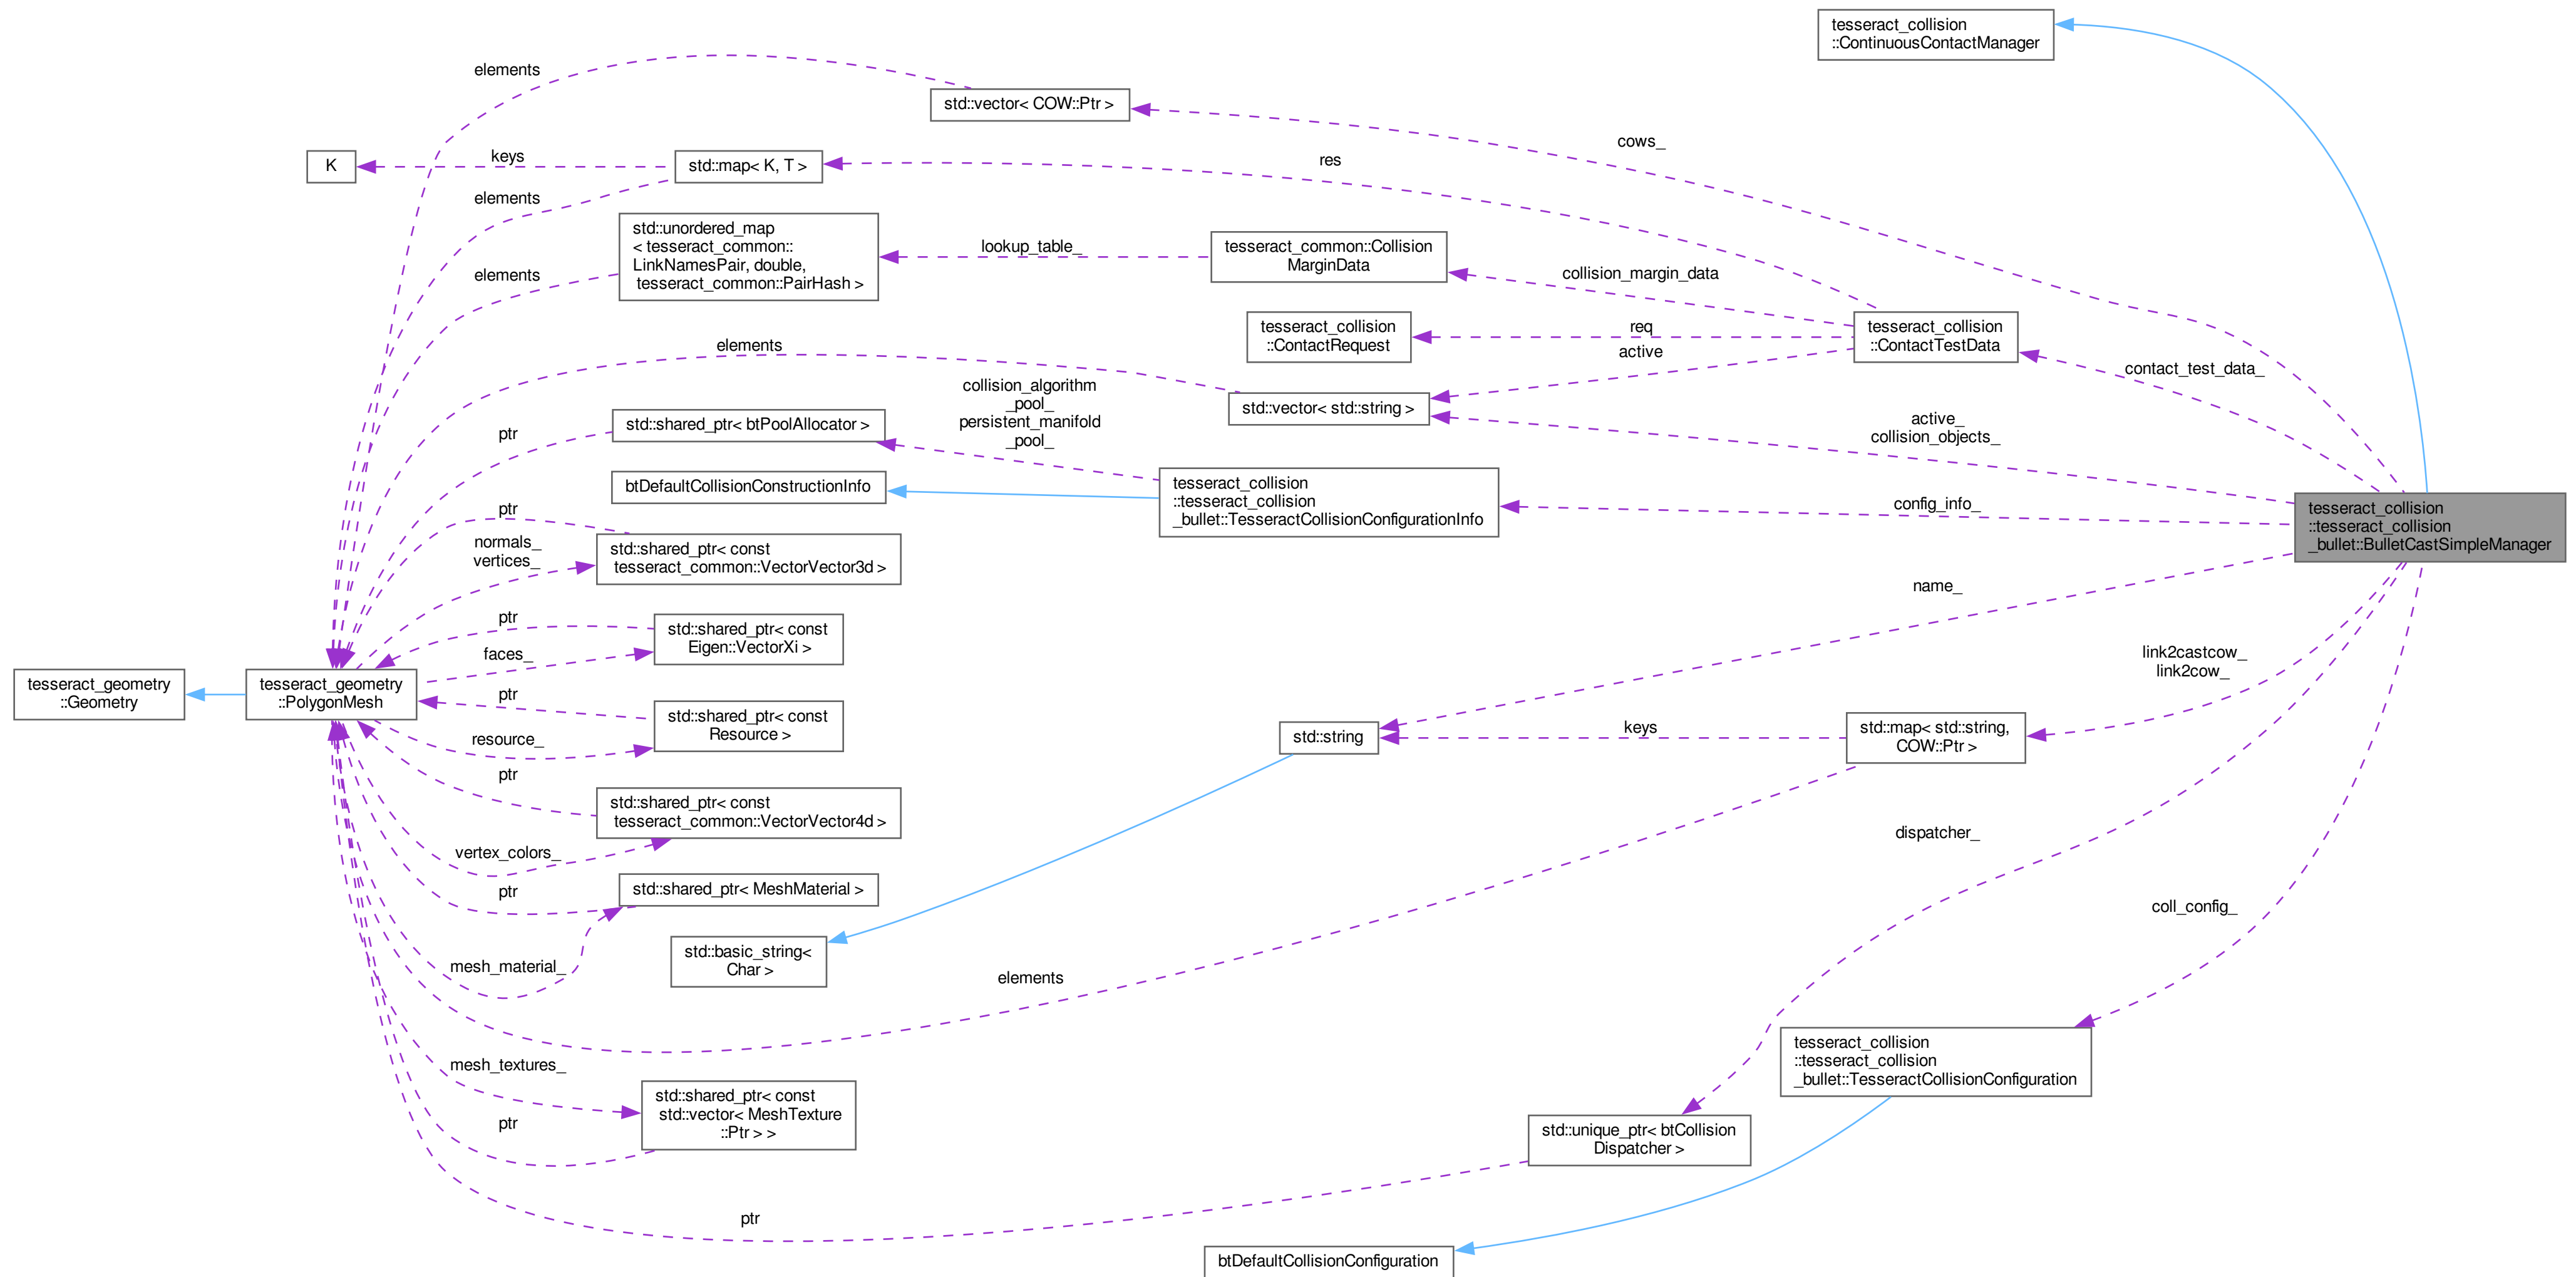 tesseract_collision
::ContinuousContactManager
elements
std::vector< COW::Ptr >
cows_
K
keys
std::map< K, T >
res
elements
std::unordered_map
< tesseract_common::
LinkNamesPair, double,
tesseract_common::PairHash >
lookup_table_
tesseract_common::Collision
MarginData
collision_margin_data
elements
tesseract_collision
::ContactRequest
req
active
tesseract_collision
::ContactTestData
contact_test_data_
elements
collision_algorithm
_pool_
persistent_manifold
_pool_
std::vector< std::string >
active_
collision_objects_
ptr
std::shared_ptr< btPoolAllocator >
btDefaultCollisionConstructionInfo
tesseract_collision
::tesseract_collision
_bullet::TesseractCollisionConfigurationInfo
config_info_
tesseract_collision
::tesseract_collision
_bullet::BulletCastSimpleManager
ptr
normals_
vertices_
std::shared_ptr< const
tesseract_common::VectorVector3d >
name_
ptr
faces_
std::shared_ptr< const
Eigen::VectorXi >
link2castcow_
link2cow_
tesseract_geometry
::Geometry
tesseract_geometry
::PolygonMesh
ptr
resource_
std::shared_ptr< const
Resource >
std::string
keys
std::map< std::string,
COW::Ptr >
ptr
std::shared_ptr< const
tesseract_common::VectorVector4d >
vertex_colors_
dispatcher_
ptr
std::shared_ptr< MeshMaterial >
coll_config_
mesh_material_
std::basic_string<
Char >
elements
mesh_textures_
std::shared_ptr< const
std::vector< MeshTexture
::Ptr > >
ptr
tesseract_collision
::tesseract_collision
_bullet::TesseractCollisionConfiguration
std::unique_ptr< btCollision
Dispatcher >
ptr
btDefaultCollisionConfiguration